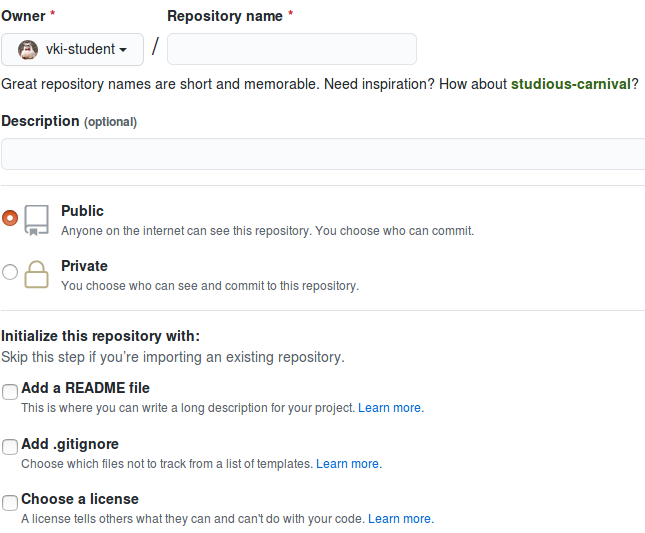 Owner * Repository name *
vki-student /
Great repository names are short and memorable. Need inspiration? How about studious-carnival?
Description (optional)
Public
Anyone on the internet can see this repository. You choose who can commit.
Private
You choose who can see and commit to this repository.
Initialize this repository with:
Skip this step if you’re importing an existing repository.
Add a README file
This is where you can write a long description for your project. Learn more.
Add .gitignore
Choose which files not to track from a list of templates. Learn more.
Choose a license
A license tells others what they can and can't do with your code. Learn more.